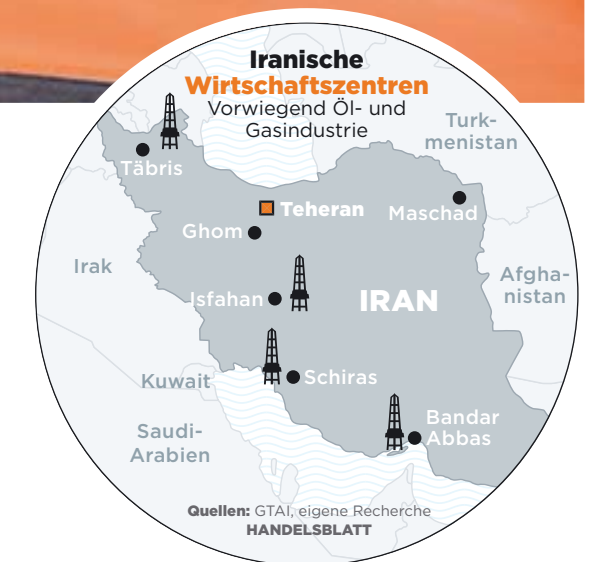 Iranische
Wirtschaftszentren
Vorwiegend Öl- und
Gasindustrie
Turk-
menistan
Täbris
Teheran
Maschad
Ghom
Irak
Afgha-
nistan
Isfahan
IRAN
Kuwait
Schiras
Saudi-
Arabien
Bandar
Abbas
Quellen: GTAI, eigene Recherche
HANDELSBLATT